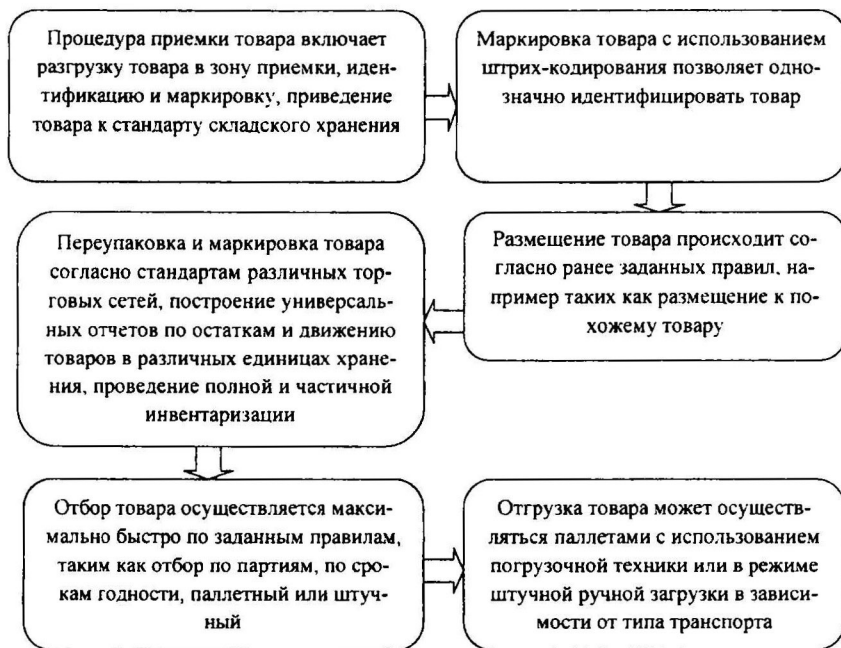 Процедура приемки товара включает
разгрузку товара в зону приемки, иден-
тификацию и маркировку, приведение
товара к стандарту складского хранения
Маркировка товара с использованием
штрих-кодирования позволяет одно-
значно идентифицировать товар
Размещение товара происходит со-
гласно ранее заданных правил, на-
пример таких как размещение к по-
хожему товару
Переупаковка и маркировка товара
согласно стандартам различных тор-
говых сетей, построение универсаль-
ных отчетов по остаткам и движению
товаров в различных единицах хране-
ния, проведение полной и частичной
инвентаризации
Отбор товара осуществляется макси-
мально быстро по заданным правилам,
таким как отбор по партиям, по сро-
кам годности, паллетный или штуч-
ный
Отгрузка товара может осуществ-
ляться паллетами с использованием
погрузочной техники или в режиме
штучной ручной загрузки в зависи-
мости от типа транспорта